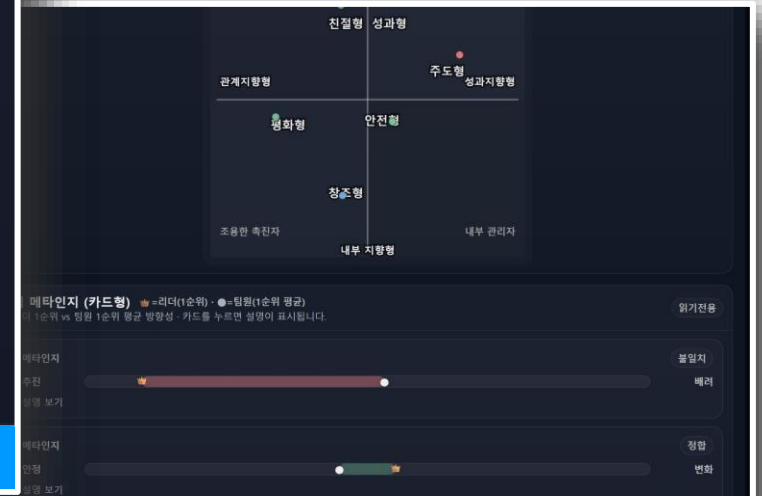 친절형 성과형
주도형
관계지향형 성과지향형
평화형 안전형
창조형
조용한 촉진자 내부 관리자
내부 지향형
메타인지 (카드형) =리더(1순위) · =팀원(1순위 평균)
1순위 vs 팀원 1순위 평균 방향성 · 카드를 누르면 설명이 표시됩니다.
읽기전용
메타인지 불일치
추진 배려
설명 보기
메타인지 정합
안정 변화
설명 보기